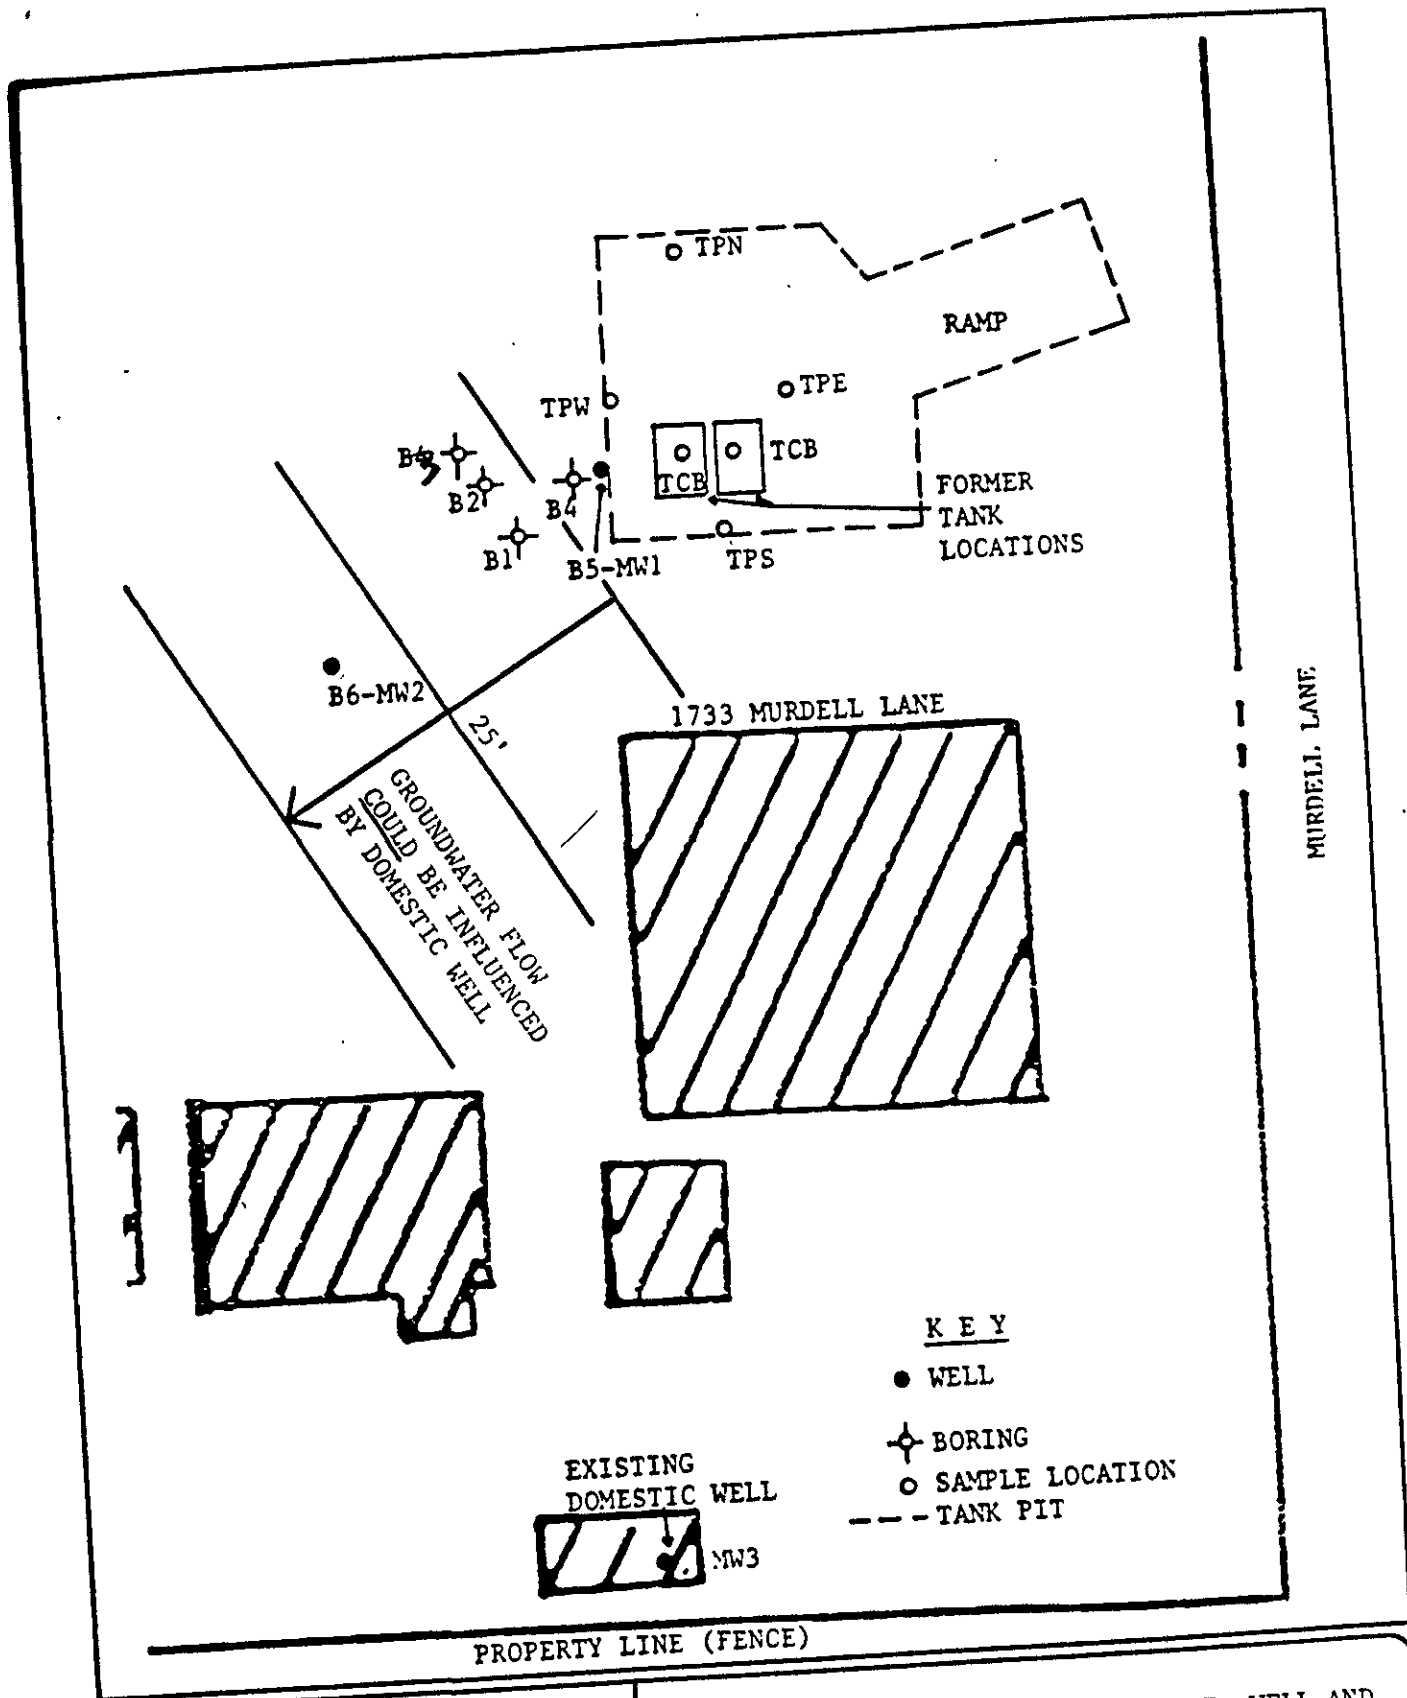 TPN
RAMP
TPE
TPW
TCB
TCB
B2
B4
B1
B5-MW1
TPS
FORMER
TANK
LOCATIONS
B6-MW2
25'
1733 MURDELL LANE
MURDELL LANE
GROUNDWATER FLOW
COULD BE INFLUENCED
BY DOMESTIC WELL
K E Y
WELL
BORING
SAMPLE LOCATION
TANK PIT
EXISTING
DOMESTIC WELL
MW3
PROPERTY LINE (FENCE)
WELL AND